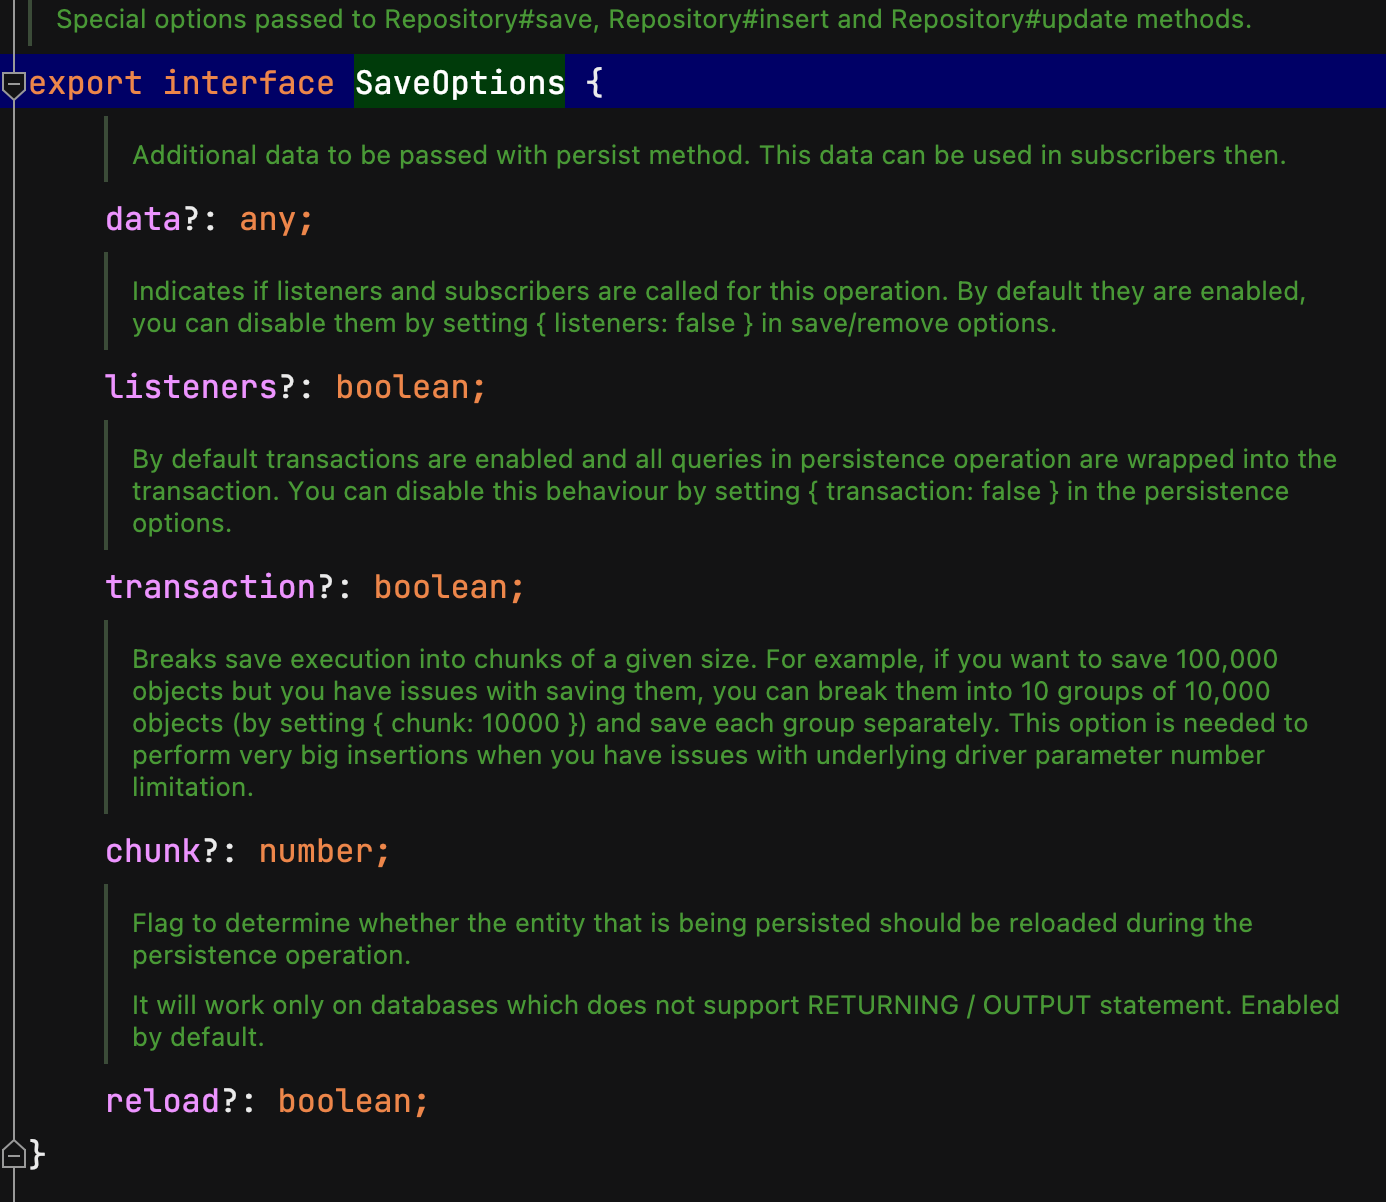 Special options passed to Repository#save, Repository#insert and Repository#update methods.
export interface SaveOptions {
Additional data to be passed with persist method. This data can be used in subscribers then.
data?: any;
Indicates if listeners and subscribers are called for this operation. By default they are enabled,
you can disable them by setting { listeners: false } in save/remove options.
listeners?: boolean;
By default transactions are enabled and all queries in persistence operation are wrapped into the
transaction. You can disable this behaviour by setting { transaction: false } in the persistence
options.
transaction?: boolean;
Breaks save execution into chunks of a given size. For example, if you want to save 100,000
objects but you have issues with saving them, you can break them into 10 groups of 10,000
objects (by setting { chunk: 10000 }) and save each group separately. This option is needed to
perform very big insertions when you have issues with underlying driver parameter number
limitation.
chunk?: number;
Flag to determine whether the entity that is being persisted should be reloaded during the
persistence operation.
It will work only on databases which does not support RETURNING / OUTPUT statement. Enabled
by default.
reload?: boolean;
}